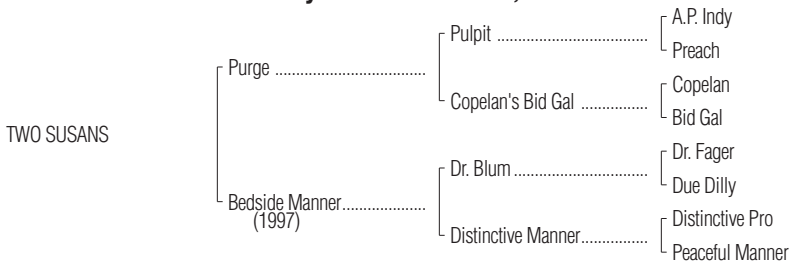 A.P. Indy
Pulpit ....................................
Preach
Purge ....................................
Copelan
Copelan's Bid Gal ................
Bid Gal
TWO SUSANS
Dr. Fager
Dr. Blum ................................
Due Dilly
Bedside Manner....................
(1997)
Distinctive Pro
Distinctive Manner................
Peaceful Manner